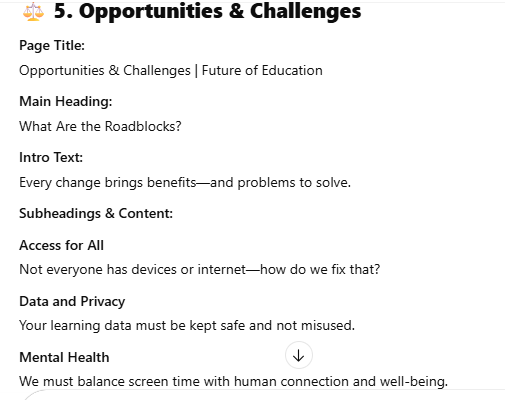 ⚖️ 5. Opportunities & Challenges
Page Title:
Opportunities & Challenges | Future of Education
Main Heading:
What Are the Roadblocks?
Intro Text:
Every change brings benefits—and problems to solve.
Subheadings & Content:
Access for All
Not everyone has devices or internet—how do we fix that?
Data and Privacy
Your learning data must be kept safe and not misused.
Mental Health
We must balance screen time with human connection and well-being.